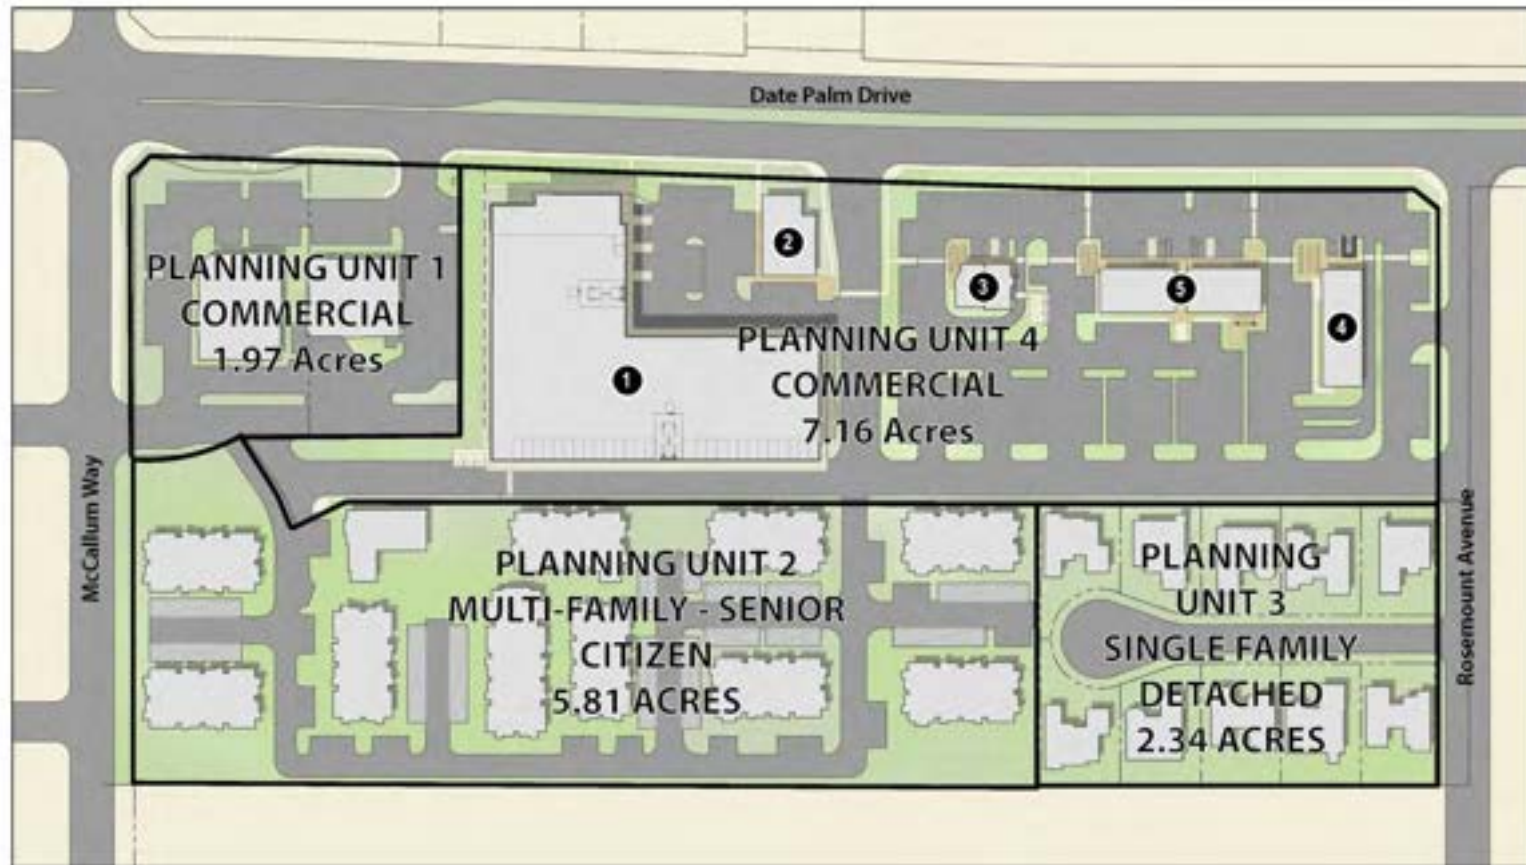 Date Palm Drive
PLANNING UNIT 1
COMMERCIAL
1.97 Acres
1
2
3
5
4
PLANNING UNIT 4
COMMERCIAL
7.16 Acres
McCallum Way
Rosemount Avenue
PLANNING UNIT 2
MULTI-FAMILY - SENIOR
CITIZEN
5.81 ACRES
PLANNING
UNIT 3
SINGLE FAMILY
DETACHED
2.34 ACRES